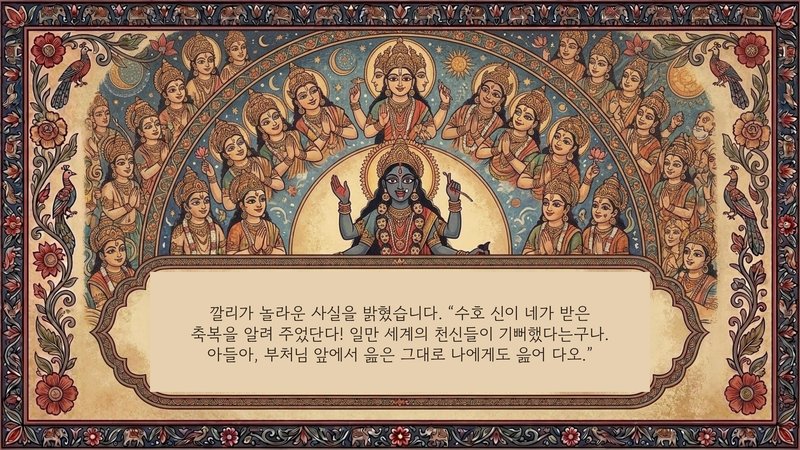 깔리가 놀라운 사실을 밝혔습니다. “수호 신이 네가 받은
축복을 알려 주었단다! 일만 세계의 천신들이 기뻐했다는구나.
아들아, 부처님 앞에서 읊은 그대로 나에게도 읊어 다오.”